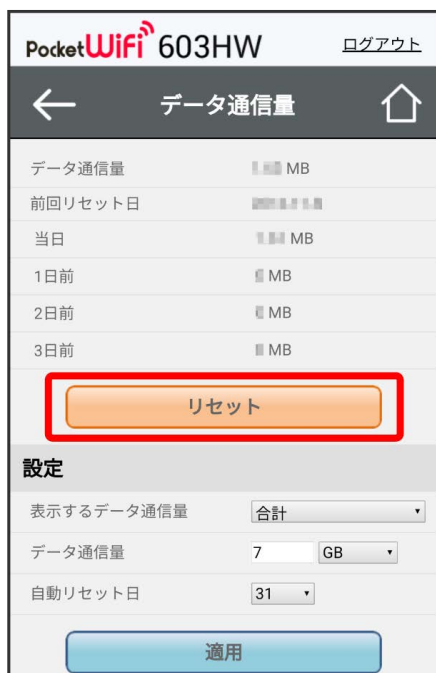 Pocket WiFi 603HW ログアウト
データ通信量
データ通信量 MB
前回リセット日
当日 MB
1日前 MB
2日前 MB
3日前 MB
リセット
設定
表示するデータ通信量 合計
データ通信量 7 GB
自動リセット日 31
適用